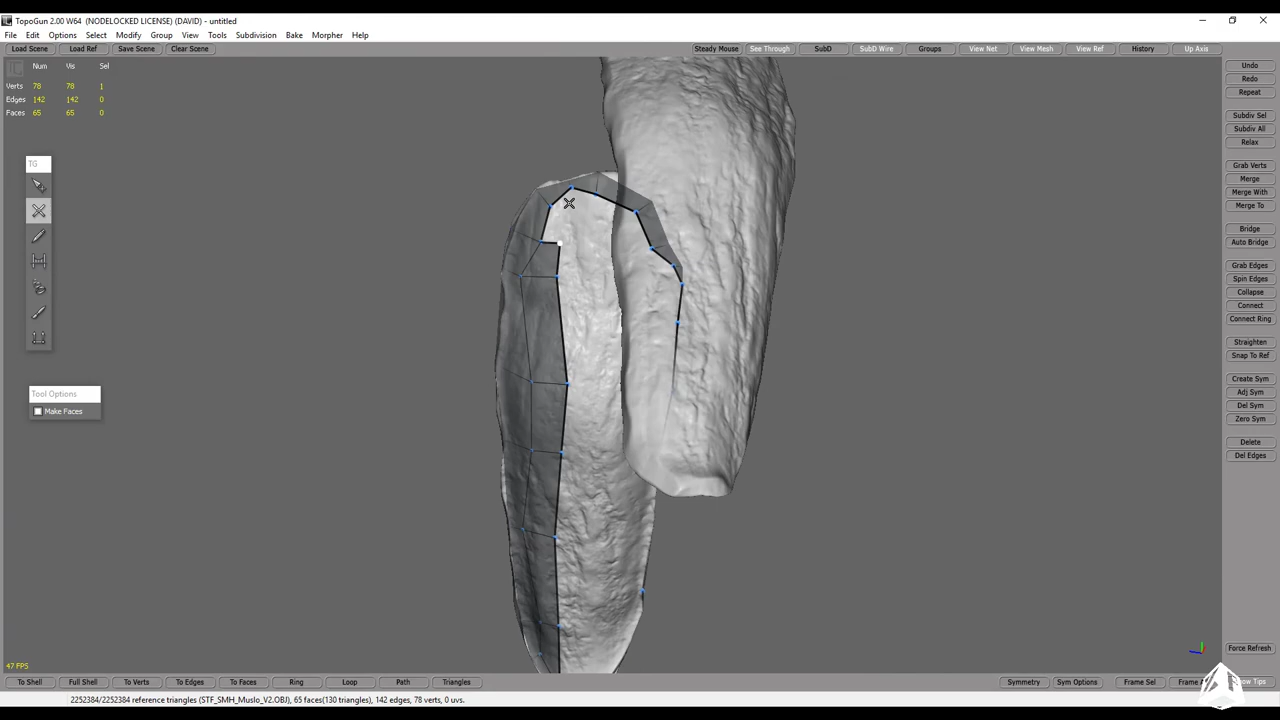 TopoGun 2.00 W64 (NODELOCKED LICENSE) (DAVID) - untitled
File Edit Options Select Modify Group View Tools Subdivision Bake Morpher Help
Load Scene Load Ref Save Scene Clear Scene Steady Mouse See Through SubD SubD Wire Groups View Net View Mesh View Ref History Up Axis
Num Vis Sel
Verts 78 78 1
Edges 142 142 0
Faces 65 65 0
TG
Tool Options
Make Faces
Undo
Redo
Repeat
Subdiv Sel
Subdiv All
Relax
Grab Verts
Merge
Merge With
Merge To
Bridge
Auto Bridge
Grab Edges
Spin Edges
Collapse
Connect
Connect Ring
Straighten
Snap To Ref
Create Sym
Adj Sym
Del Sym
Zero Sym
Delete
Del Edges
Force Refresh
47 FPS
To Shell Full Shell To Verts To Edges To Faces Ring Loop Path Triangles Symmetry Sym Options Frame Sel Frame Tips
2252384/2252384 reference triangles (STF_SMH_Muslo_V2.OBJ), 65 faces(130 triangles), 142 edges, 78 verts, 0 uvs.